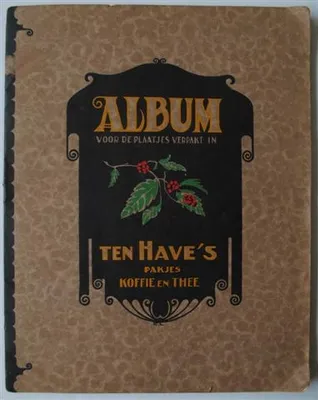 ALBUM
VOOR DE PLAATJES VERPAKT IN
TEN HAVE'S
PAKJES
KOFFIE EN THEE